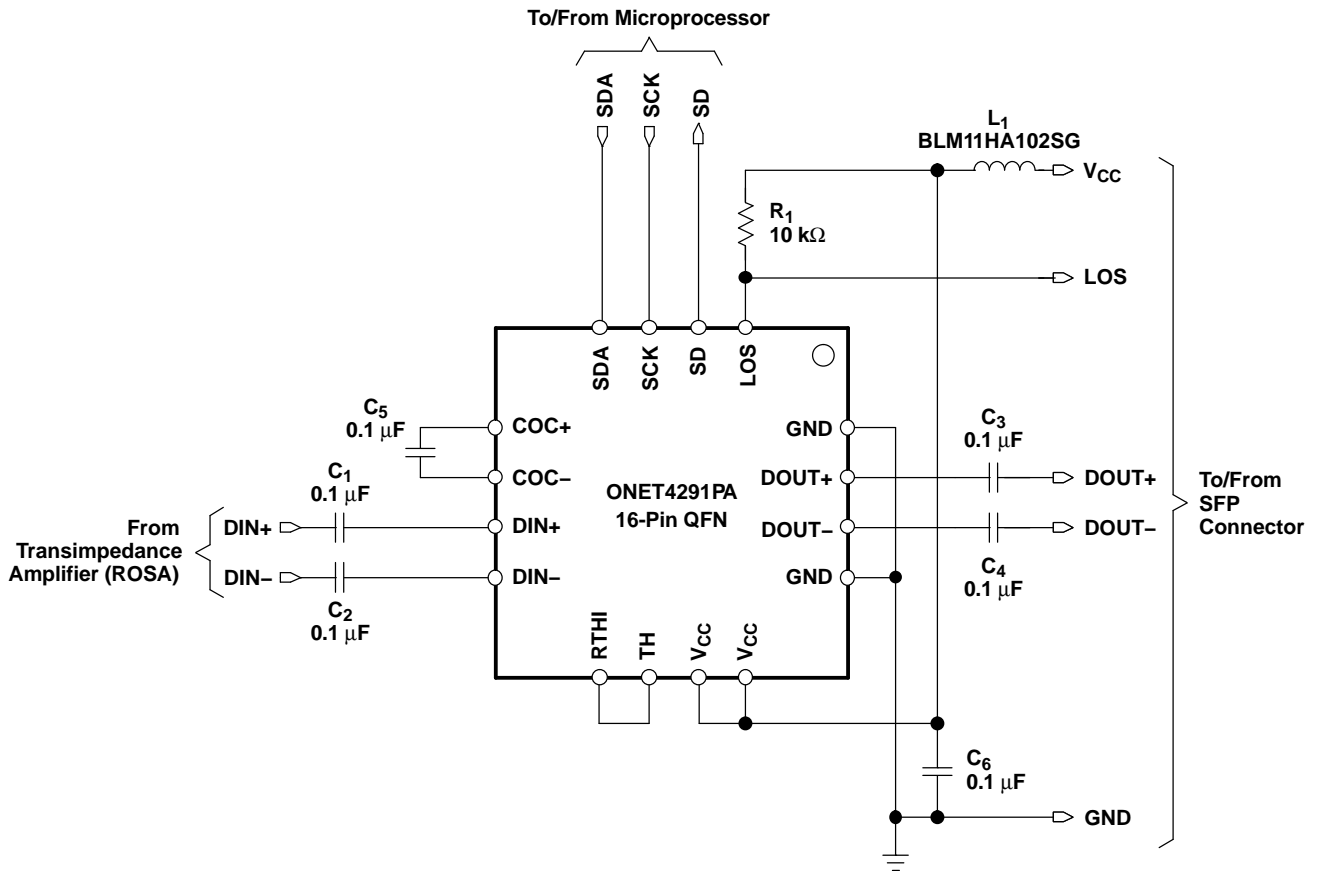 To/From Microprocessor
SDA
SCK
SD
L1
BLM11HA102SG
VCC
R1
10 kΩ
LOS
SDA
SCK
SD
LOS
C5
0.1 μF
COC+
COC−
GND
C3
0.1 μF
DOUT+
DOUT+
ONET4291PA
16-Pin QFN
To/From
SFP
Connector
C1
0.1 μF
From
Transimpedance
Amplifier (ROSA)
DIN+
DIN+
DOUT−
DOUT−
DIN−
DIN−
GND
C4
0.1 μF
C2
0.1 μF
RTHI
TH
VCC
VCC
C6
0.1 μF
GND